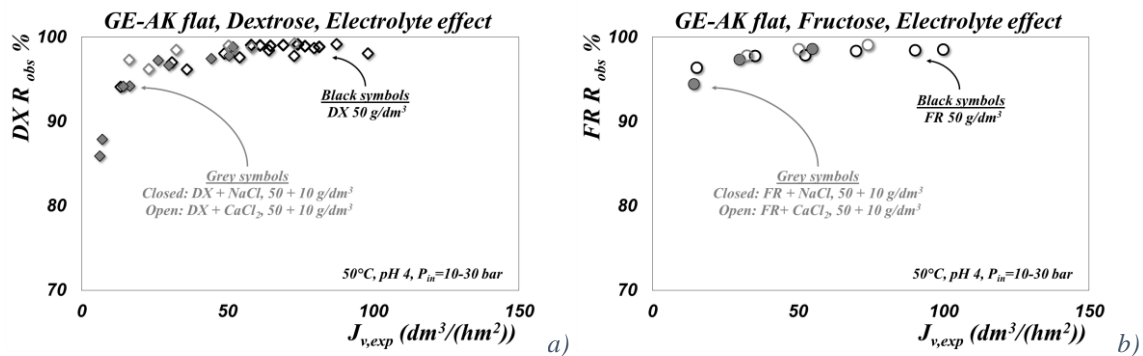 GE-AK flat, Dextrose, Electrolyte effect
DX R obs %
100
90
80
70
0
50
100
150
Black symbols
DX 50 g/dm³
Grey symbols
Closed: DX + NaCl, 50 + 10 g/dm³
Open: DX + CaCl₂, 50 + 10 g/dm³
50°C, pH 4, Pᵢₙ=10-30 bar
J v,exp (dm³/(hm²))
a)
GE-AK flat, Fructose, Electrolyte effect
FR R obs %
100
90
80
70
0
50
100
150
Black symbols
FR 50 g/dm³
Grey symbols
Closed: FR + NaCl, 50 + 10 g/dm³
Open: FR+ CaCl₂, 50 + 10 g/dm³
50°C, pH 4, Pᵢₙ=10-30 bar
J v,exp (dm³/(hm²))
b)